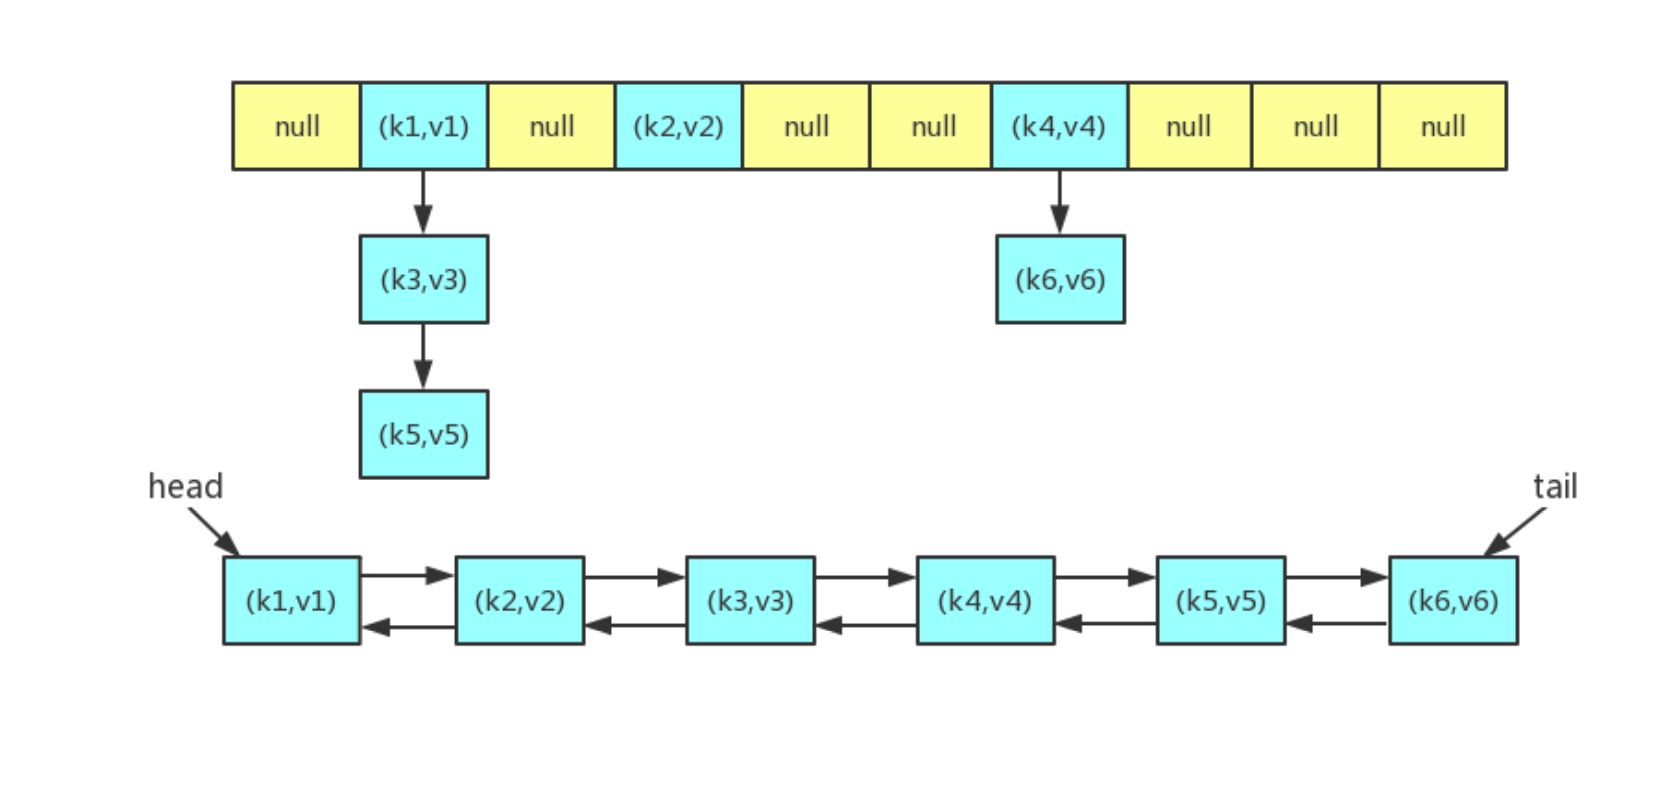 null (k1,v1) null (k2,v2) null null (k4,v4) null null null
(k3,v3) (k6,v6)
(k5,v5)
head tail
(k1,v1) (k2,v2) (k3,v3) (k4,v4) (k5,v5) (k6,v6)